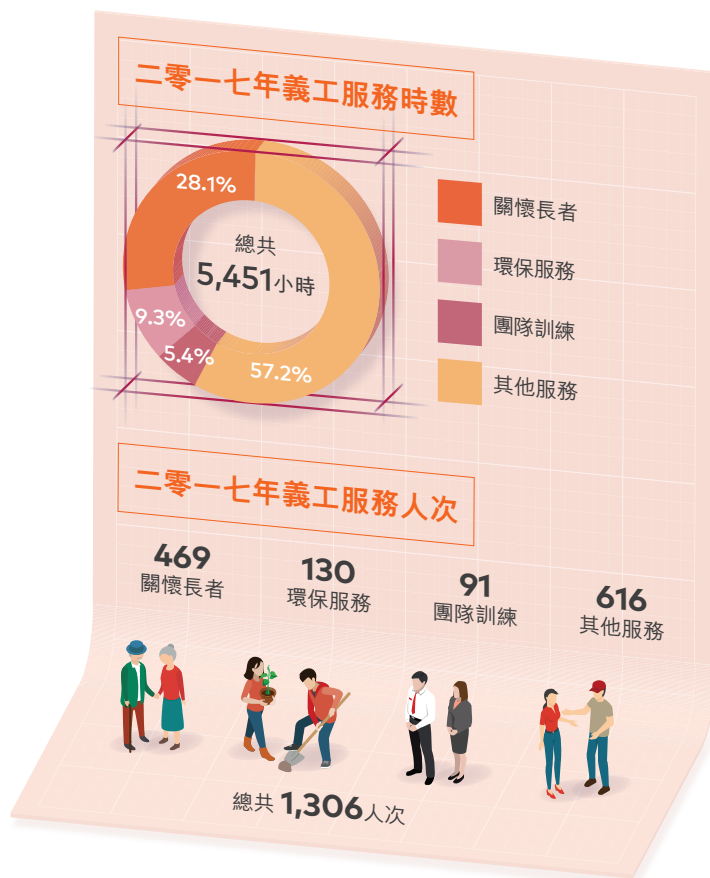 二零一七年義工服務時數
28.1%
9.3%
5.4%
57.2%
總共
5,451小時
關懷長者
環保服務
團隊訓練
其他服務
二零一七年義工服務人次
469
關懷長者
130
環保服務
91
團隊訓練
616
其他服務
總共 1,306人次